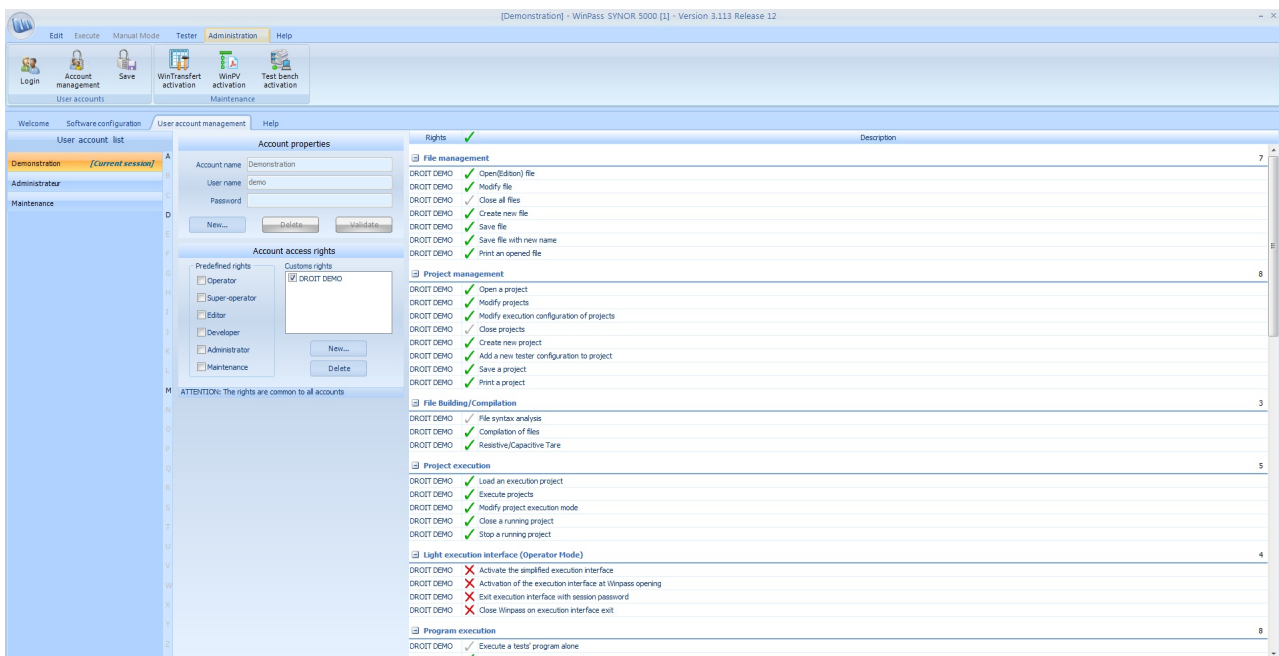 [Demonstration] - WinPass SYNOR 5000 [1] - Version 3.113 Release 12
Edit Execute Manual Mode Tester Administration Help
Login
Account management
Save
User accounts
WinTransfert activation
WinPV activation
Test bench activation
Maintenance
Welcome Software configuration User account management Help
User account list
Demonstration [Current session]
Administrateur
Maintenance
A
B
C
D
E
F
G
H
I
J
K
L
M
N
O
P
Q
R
S
T
U
V
W
X
Y
Z
Account properties
Account name Demonstration
User name demo
Password
New... Delete Validate
Account access rights
Predefined rights
Operator
Super-operator
Editor
Developer
Administrator
Maintenance
Customs rights
DROIT DEMO
New...
Delete
ATTENTION: The rights are common to all accounts
Rights Description
File management 7
DROIT DEMO Open(Edition) file
DROIT DEMO Modify file
DROIT DEMO Close all files
DROIT DEMO Create new file
DROIT DEMO Save file
DROIT DEMO Save file with new name
DROIT DEMO Print an opened file
Project management 8
DROIT DEMO Open a project
DROIT DEMO Modify projects
DROIT DEMO Modify execution configuration of projects
DROIT DEMO Close projects
DROIT DEMO Create new project
DROIT DEMO Add a new tester configuration to project
DROIT DEMO Save a project
DROIT DEMO Print a project
File Building/Compilation 3
DROIT DEMO File syntax analysis
DROIT DEMO Compilation of files
DROIT DEMO Resistive/Capacitive Tare
Project execution 5
DROIT DEMO Load an execution project
DROIT DEMO Execute projects
DROIT DEMO Modify project execution mode
DROIT DEMO Close a running project
DROIT DEMO Stop a running project
Light execution interface (Operator Mode) 4
DROIT DEMO Activate the simplified execution interface
DROIT DEMO Activation of the execution interface at Winpass opening
DROIT DEMO Exit execution interface with session password
DROIT DEMO Close Winpass on execution interface exit
Program execution 8
DROIT DEMO Execute a tests' program alone